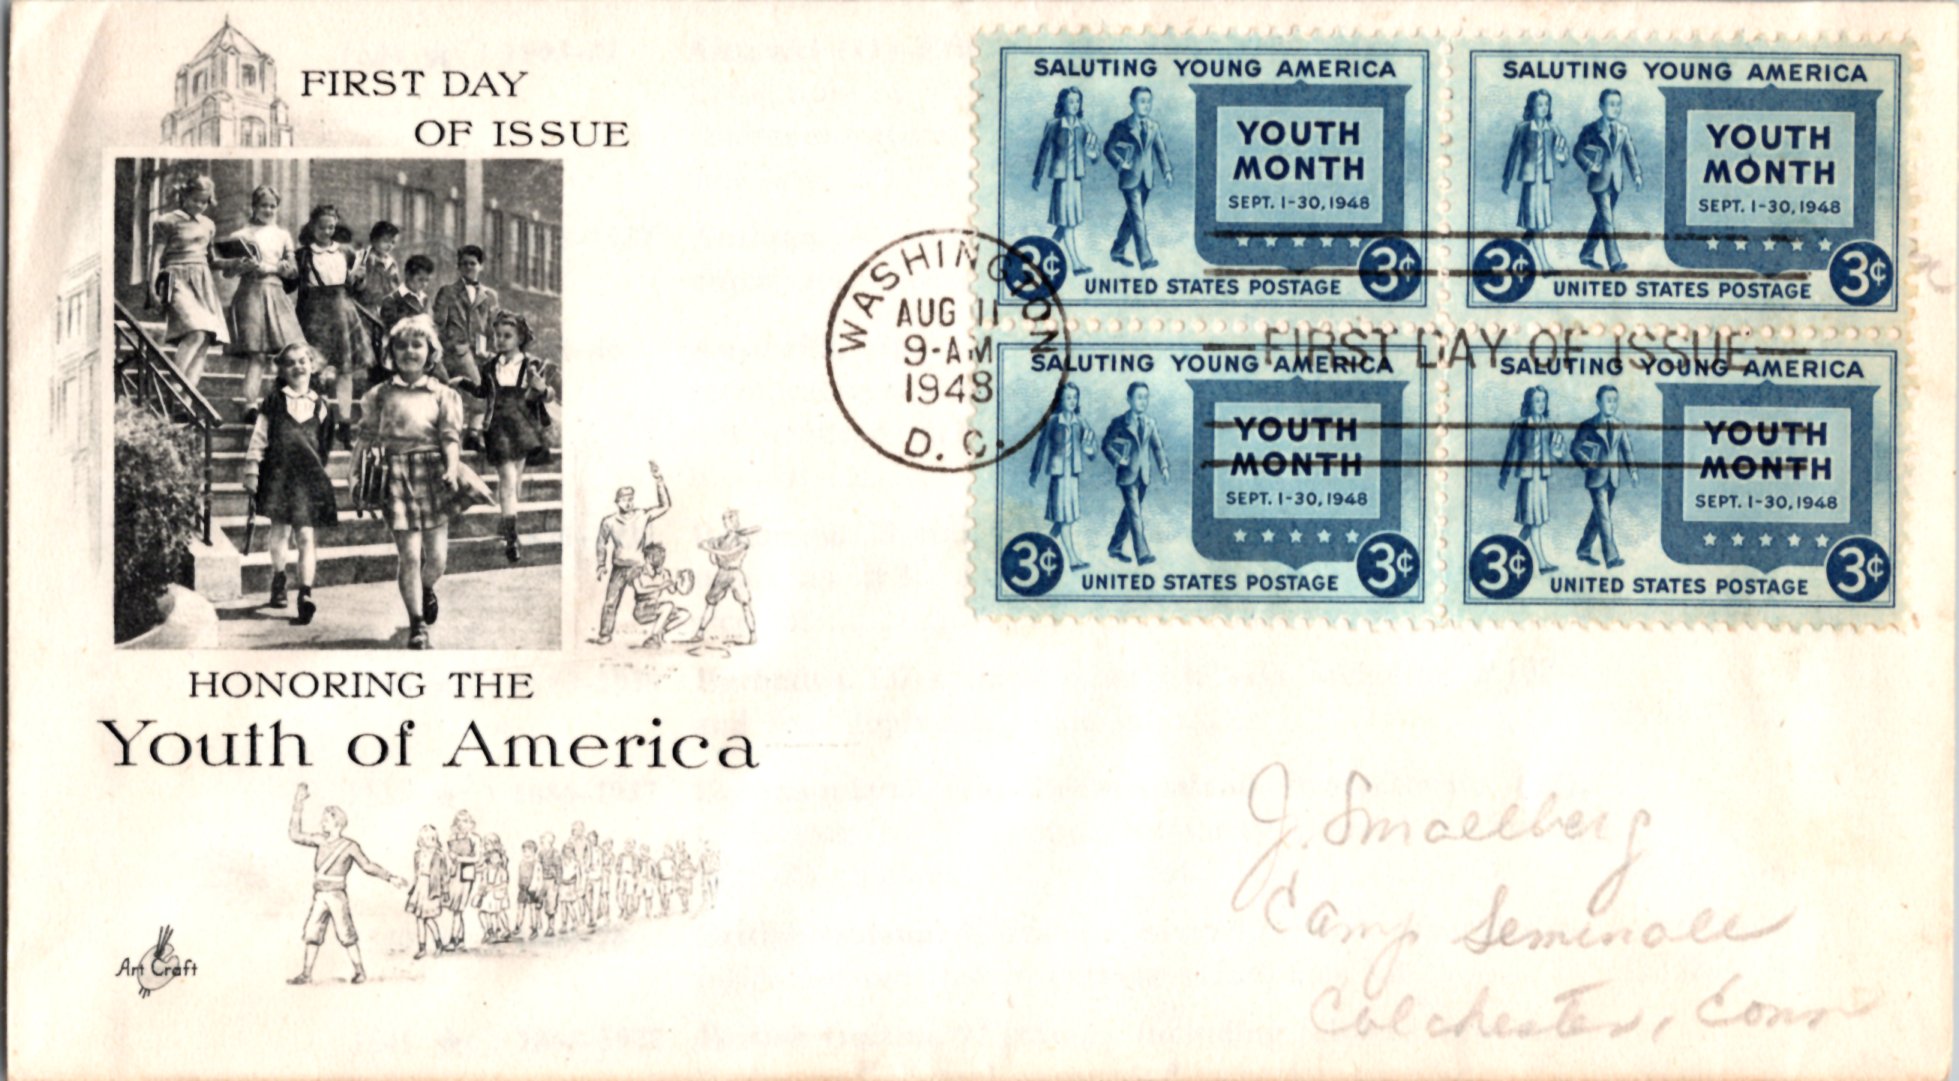 FIRST DAY
OF ISSUE
HONORING THE
Youth of America
Art Craft
WASHINGTON
AUG 11
9-AM
1948
D. C.
SALUTING YOUNG AMERICA
YOUTH
MONTH
SEPT. 1-30, 1948
3¢ 3¢
UNITED STATES POSTAGE
SALUTING YOUNG AMERICA
YOUTH
MONTH
SEPT. 1-30, 1948
3¢ 3¢
UNITED STATES POSTAGE
FIRST DAY OF ISSUE
SALUTING YOUNG AMERICA
YOUTH
MONTH
SEPT. 1-30, 1948
3¢ 3¢
UNITED STATES POSTAGE
SALUTING YOUNG AMERICA
YOUTH
MONTH
SEPT. 1-30, 1948
3¢ 3¢
UNITED STATES POSTAGE
J. Smallberg
Camp Seminole
Colchester, Conn